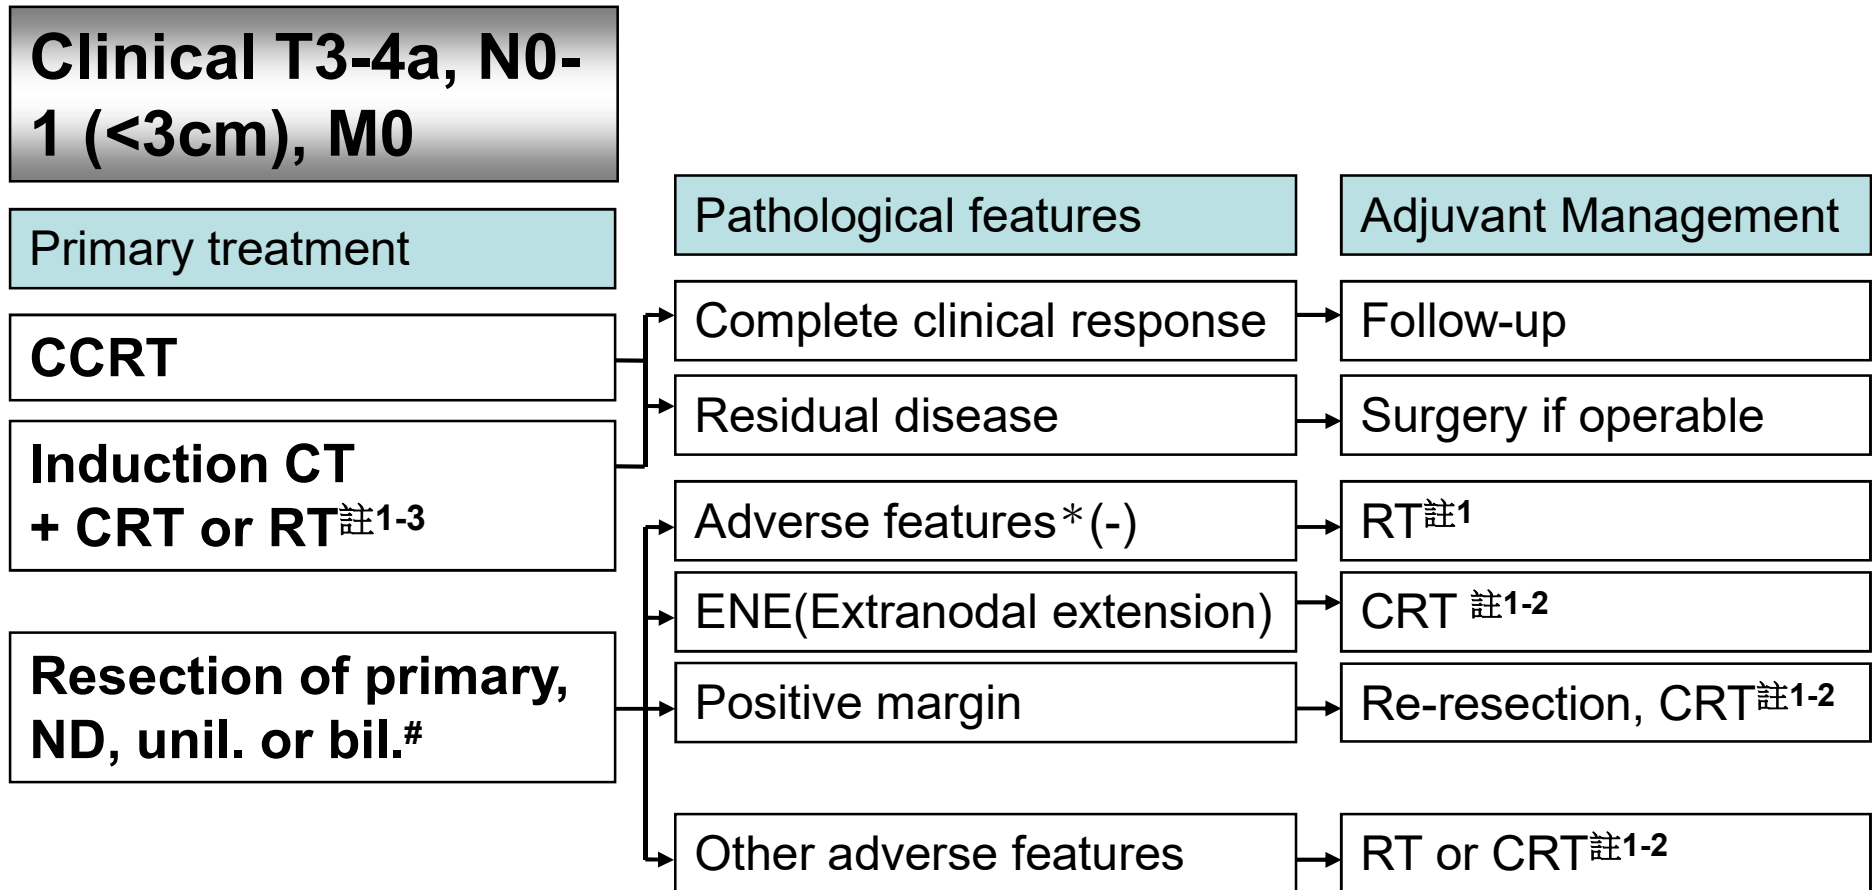 Clinical T3-4a, N0-
1 (<3cm), M0
Primary treatment
Pathological features
Adjuvant Management
CCRT
Induction CT
+ CRT or RT註1-3
Resection of primary,
ND, unil. or bil.#
Complete clinical response
Follow-up
Residual disease
Surgery if operable
Adverse features*(-)
RT註1
ENE(Extranodal extension)
CRT 註1-2
Positive margin
Re-resection, CRT註1-2
Other adverse features
RT or CRT註1-2